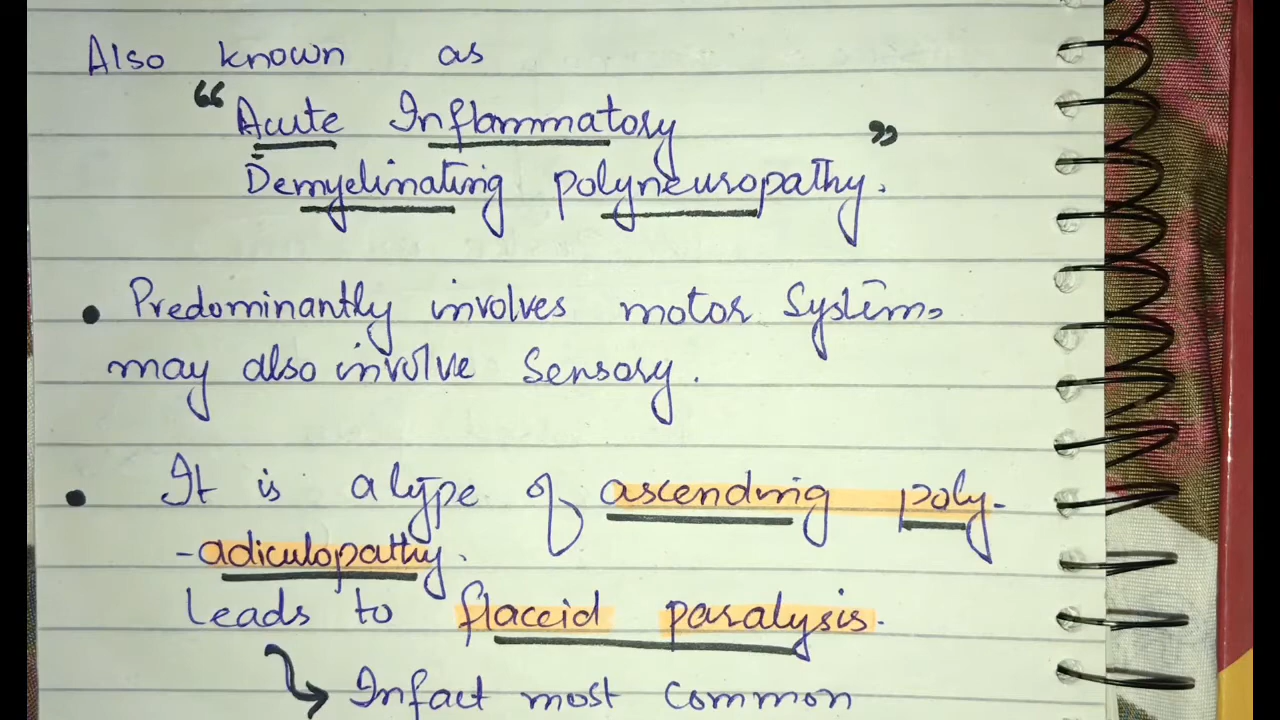 Also known as
“Acute Inflammatory
Demyelinating polyneuropathy.”
• Predominantly involves motor System,
may also involve Sensory.
• It is a type of ascending poly-
-adiculopathy.
Leads to flaccid paralysis.
↳ Infact most common